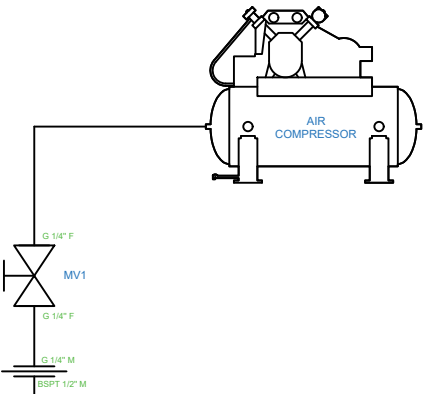 AIR
COMPRESSOR
G 1/4" F
MV1
G 1/4" F
G 1/4" M
BSPT 1/2" M